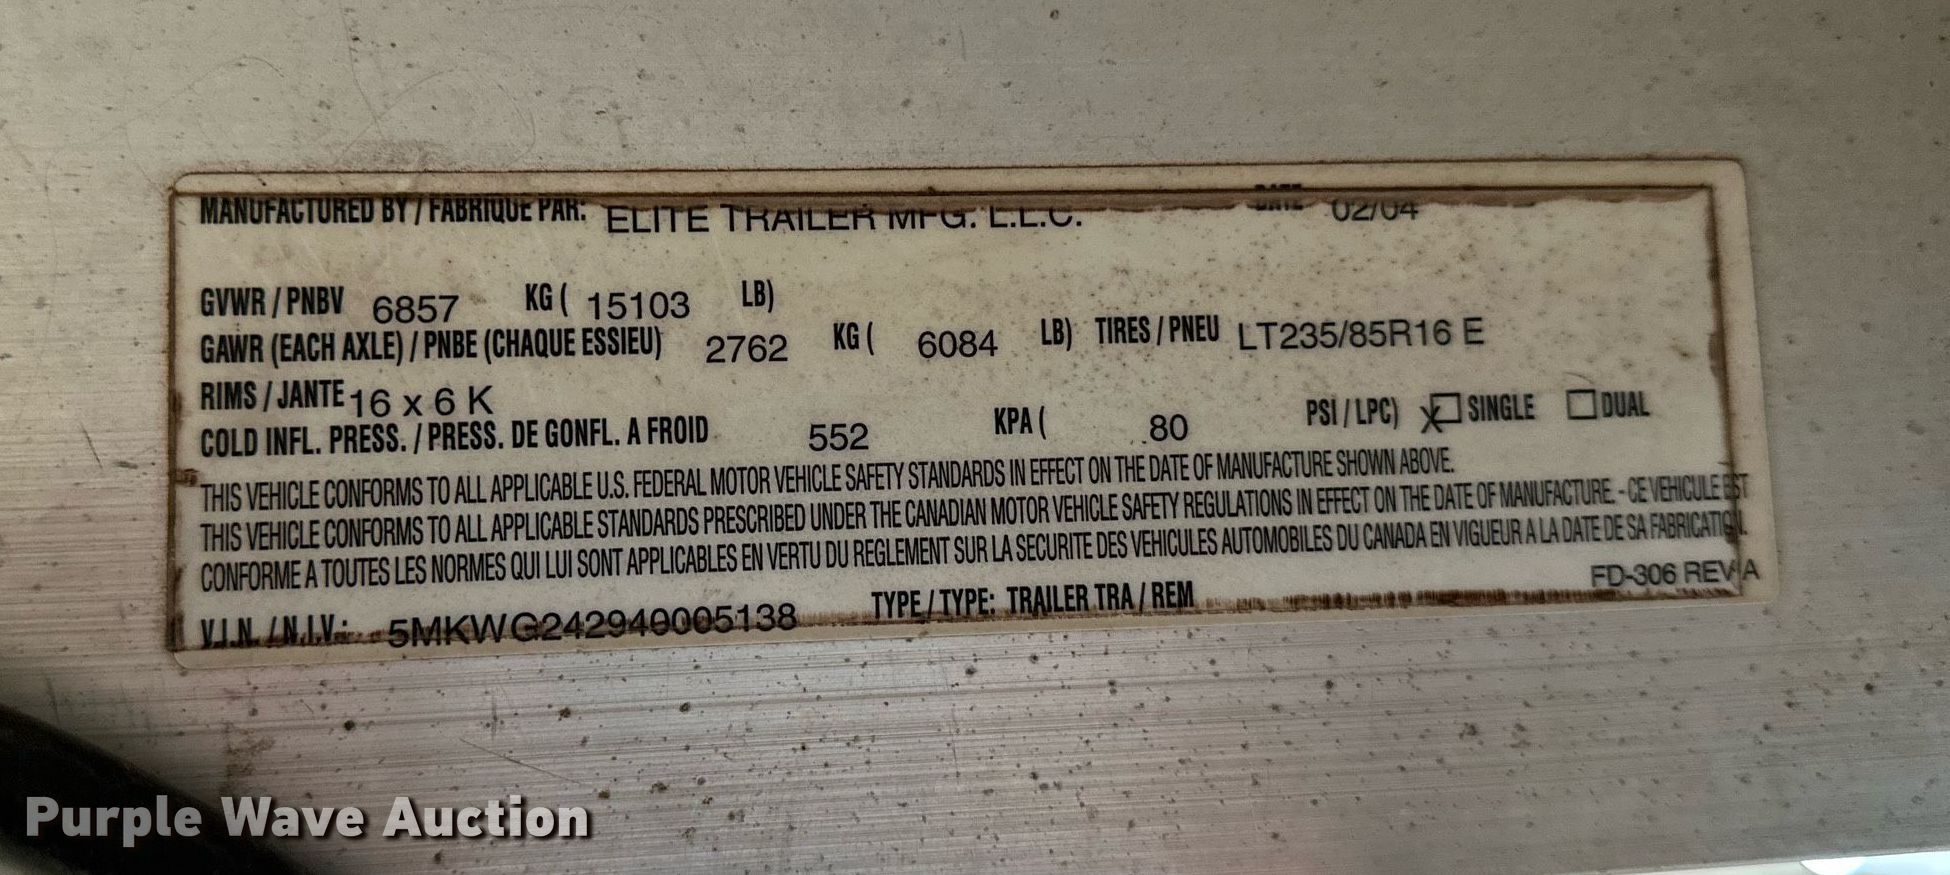 MANUFACTURED BY / FABRIQUE PAR: ELITE TRAILER MFG. L.L.C. DATE 02/04
GVWR / PNBV 6857 KG ( 15103 LB)
GAWR (EACH AXLE) / PNBE (CHAQUE ESSIEU) 2762 KG ( 6084 LB) TIRES / PNEU LT235/85R16 E
RIMS / JANTE 16 x 6 K
COLD INFL. PRESS. / PRESS. DE GONFL. A FROID 552 KPA ( 80 PSI / LPC) X SINGLE DUAL
THIS VEHICLE CONFORMS TO ALL APPLICABLE U.S. FEDERAL MOTOR VEHICLE SAFETY STANDARDS IN EFFECT ON THE DATE OF MANUFACTURE SHOWN ABOVE.
THIS VEHICLE CONFORMS TO ALL APPLICABLE STANDARDS PRESCRIBED UNDER THE CANADIAN MOTOR VEHICLE SAFETY REGULATIONS IN EFFECT ON THE DATE OF MANUFACTURE. - CE VEHICULE EST
CONFORME A TOUTES LES NORMES QUI LUI SONT APPLICABLES EN VERTU DU REGLEMENT SUR LA SECURITE DES VEHICULES AUTOMOBILES DU CANADA EN VIGUEUR A LA DATE DE SA FABRICATION.
FD-306 REV A
V.I.N. / N.I.V.: 5MKWG242940005138 TYPE / TYPE: TRAILER TRA / REM
Purple Wave Auction